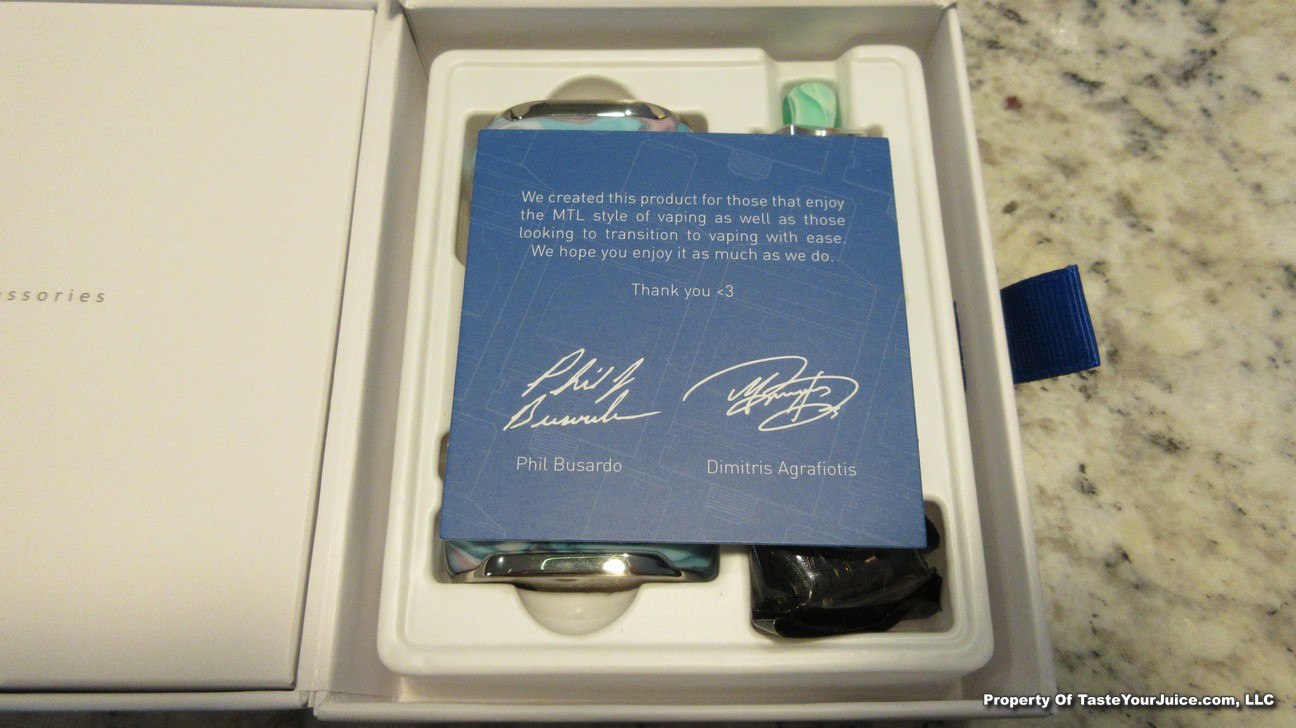 ssories
We created this product for those that enjoy
the MTL style of vaping as well as those
looking to transition to vaping with ease.
We hope you enjoy it as much as we do.
Thank you <3
Phil Busardo
Phil Busardo
Dimitris Agrafiotis
Property Of TasteYourJuice.com, LLC